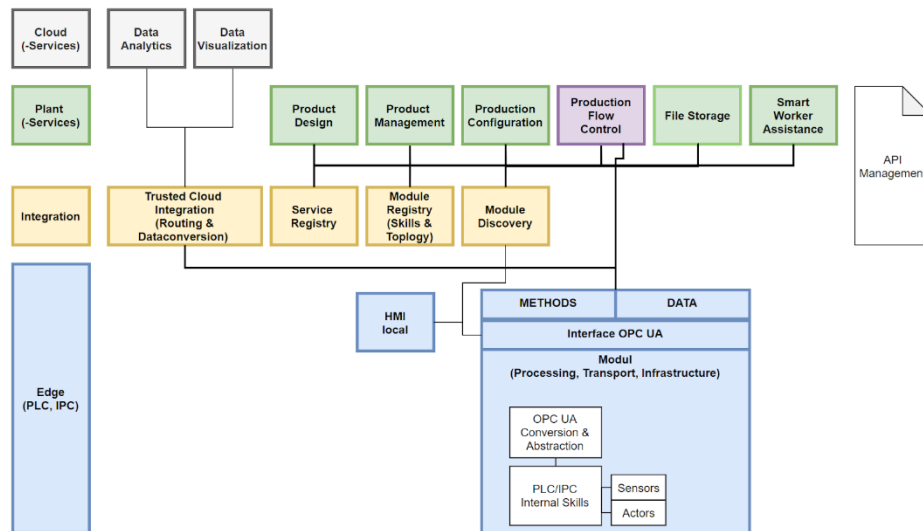 Cloud
(-Services)
Data
Analytics
Data
Visualization
Plant
(-Services)
Product
Design
Product
Management
Production
Configuration
Production
Flow
Control
File Storage
Smart
Worker
Assistance
API
Management
Integration
Trusted Cloud
Integration
(Routing &
Dataconversion)
Service
Registry
Module
Registry
(Skills &
Toplogy)
Module
Discovery
Edge
(PLC, IPC)
HMI
local
METHODS
DATA
Interface OPC UA
Modul
(Processing, Transport, Infrastructure)
OPC UA
Conversion &
Abstraction
PLC/IPC
Internal Skills
Sensors
Actors